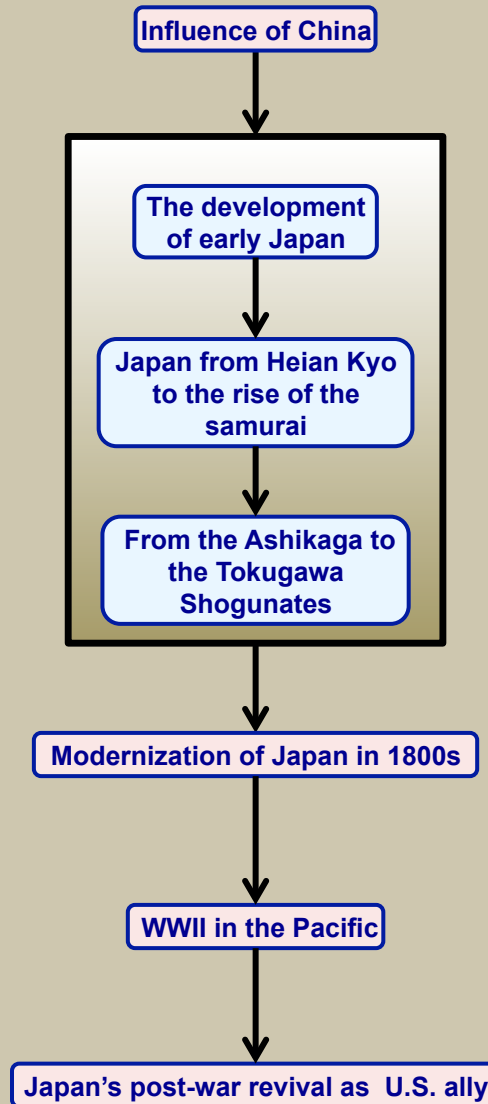 Influence of China
The development
of early Japan
Japan from Heian Kyo
to the rise of the
samurai
From the Ashikaga to
the Tokugawa
Shogunates
Modernization of Japan in 1800s
WWII in the Pacific
Japan’s post-war revival as  U.S. ally